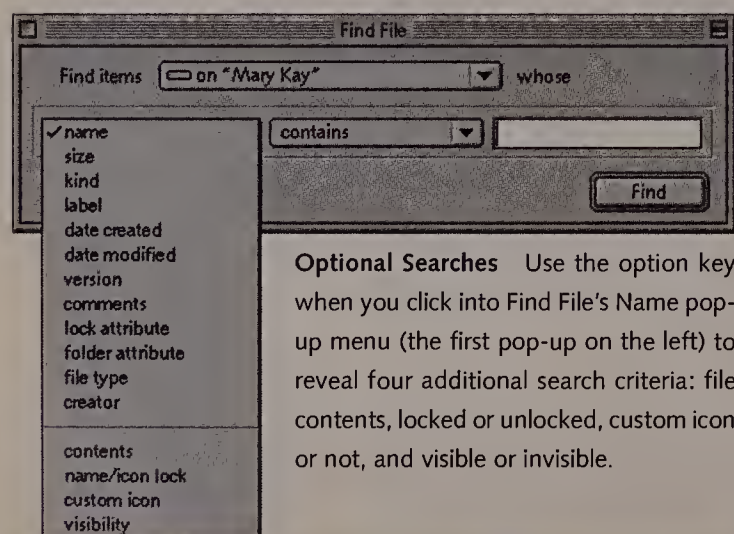 Find File
Find items on "Mary Kay" whose
name contains
size
kind
Find
label
date created
date modified
version
comments
lock attribute
folder attribute
file type
creator
contents
name/icon lock
custom icon
visibility
Optional Searches Use the option key
when you click into Find File's Name pop-
up menu (the first pop-up on the left) to
reveal four additional search criteria: file
contents, locked or unlocked, custom icon
or not, and visible or invisible.